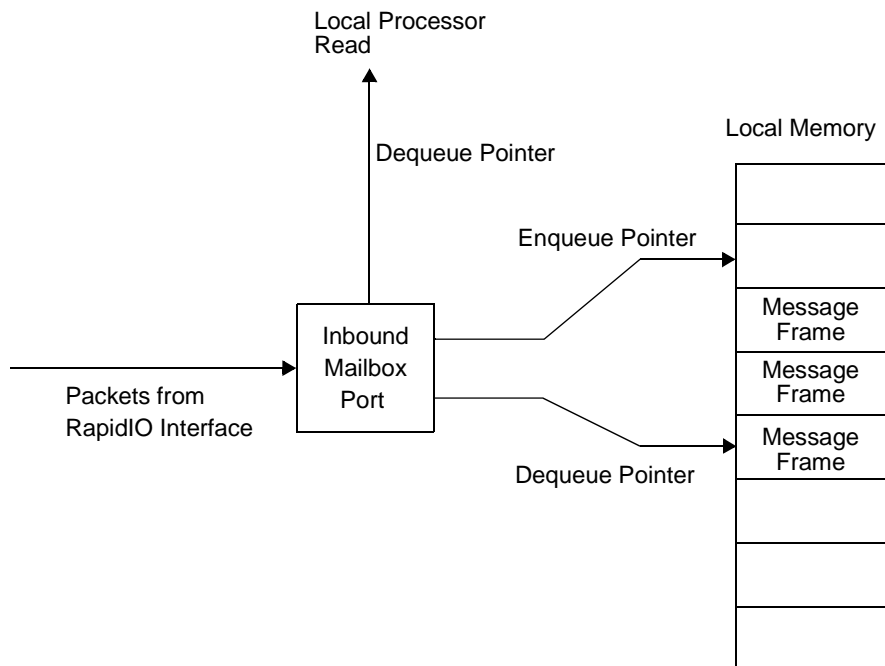 Local Processor
Read
Local Memory
Dequeue Pointer
Enqueue Pointer
Message
Frame
Inbound
Mailbox
Port
Message
Frame
Packets from
RapidIO Interface
Message
Frame
Dequeue Pointer